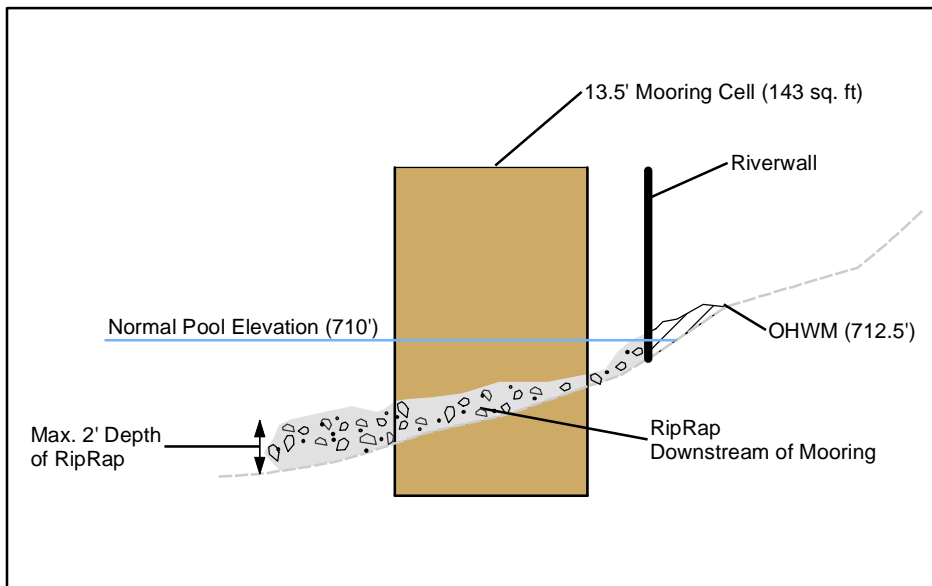 13.5' Mooring Cell (143 sq. ft)
Riverwall
Normal Pool Elevation (710')
OHWM (712.5')
Max. 2' Depth
of RipRap
RipRap
Downstream of Mooring